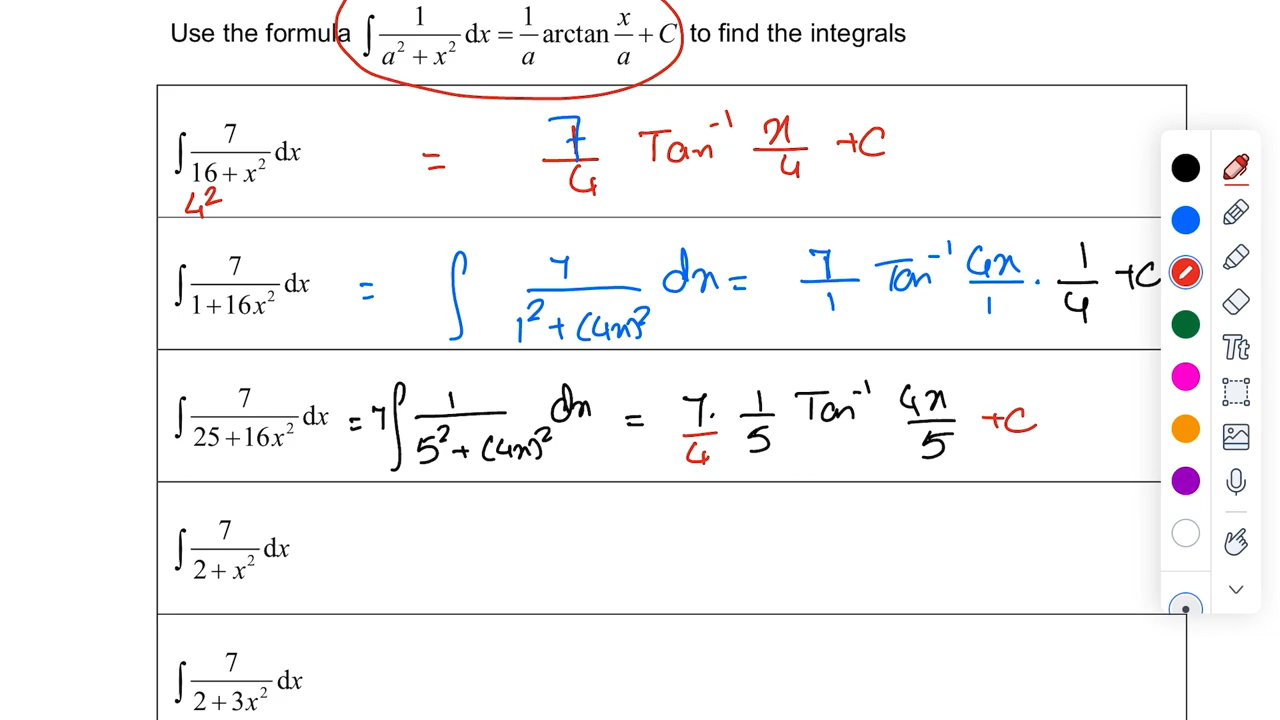 Use the formula ∫ 1/(a² + x²) dx = 1/a arctan x/a + C to find the integrals
∫ 7/(16 + x²) dx = 7/4 Tan⁻¹ x/4 + C
4²
∫ 7/(1 + 16x²) dx = ∫ 7/(1² + (4x)²) dx = 7/1 Tan⁻¹ 4x/1 · 1/4 + C
∫ 7/(25 + 16x²) dx = 7 ∫ 1/(5² + (4x)²) dx = 7/4 · 1/5 Tan⁻¹ 4x/5 + C
∫ 7/(2 + x²) dx
∫ 7/(2 + 3x²) dx
Tt